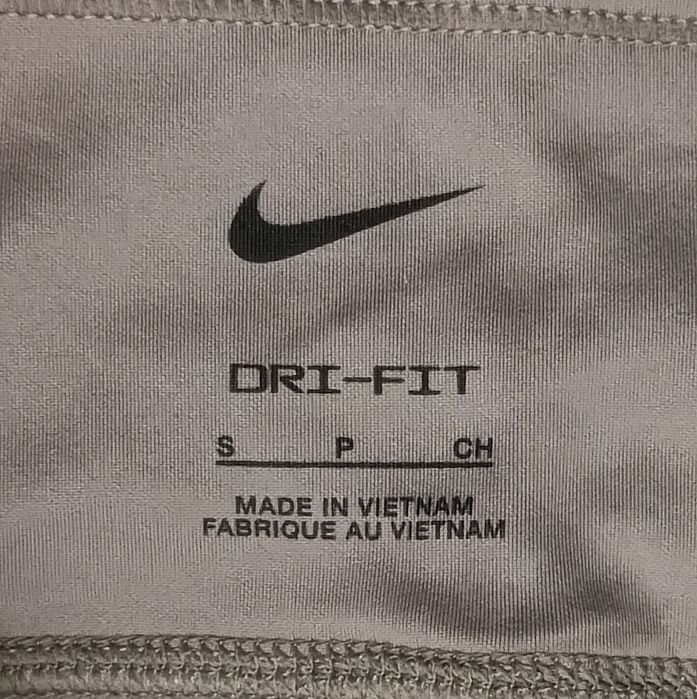 DRI-FIT
S P CH
MADE IN VIETNAM
FABRIQUE AU VIETNAM